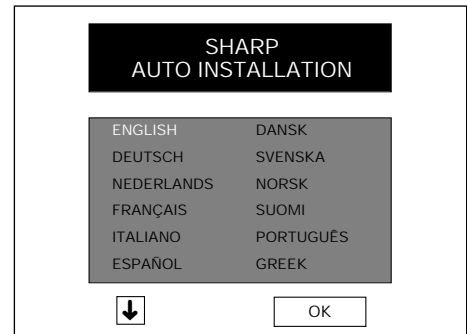 SHARP
AUTO INSTALLATION
ENGLISH
DEUTSCH
NEDERLANDS
FRANÇAIS
ITALIANO
ESPAÑOL
DANSK
SVENSKA
NORSK
SUOMI
PORTUGUÊS
GREEK
OK